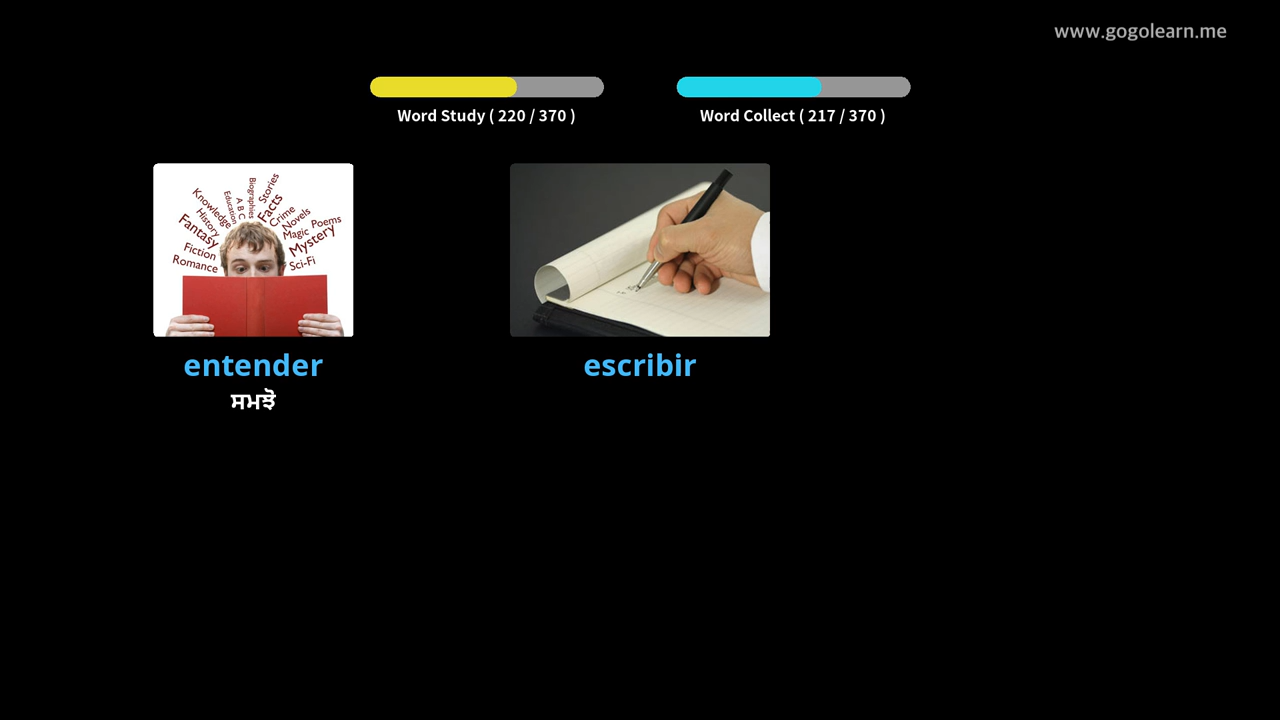 www.gogolearn.me
Word Study ( 220 / 370 )
Word Collect ( 217 / 370 )
Stories
Biographies
Facts
A B C
Education
Knowledge
Crime
History
Novels
Fantasy
Magic
Poems
Mystery
Fiction
Romance
Sci-Fi
entender
escribir
ਸਮਝੋ